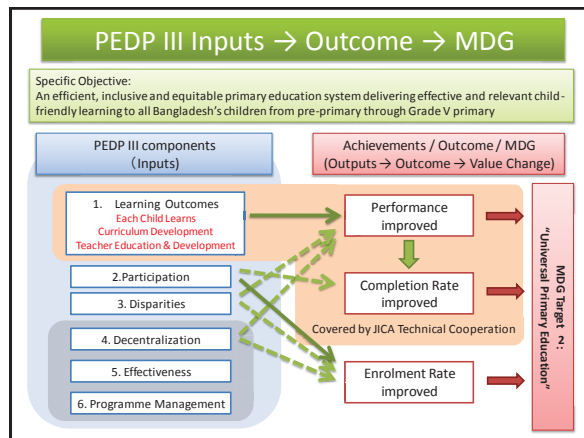 PEDP III Inputs → Outcome → MDG
Specific Objective:
An efficient, inclusive and equitable primary education system delivering effective and relevant child-
friendly learning to all Bangladesh's children from pre-primary through Grade V primary
PEDP III components
(Inputs)
Achievements / Outcome / MDG
(Outputs → Outcome → Value Change)
1. Learning Outcomes
Each Child Learns
Curriculum Development
Teacher Education & Development
2.Participation
3. Disparities
4. Decentralization
5. Effectiveness
6. Programme Management
Performance
improved
Completion Rate
improved
Covered by JICA Technical Cooperation
Enrolment Rate
improved
MDG Target 2:
"Universal Primary Education"